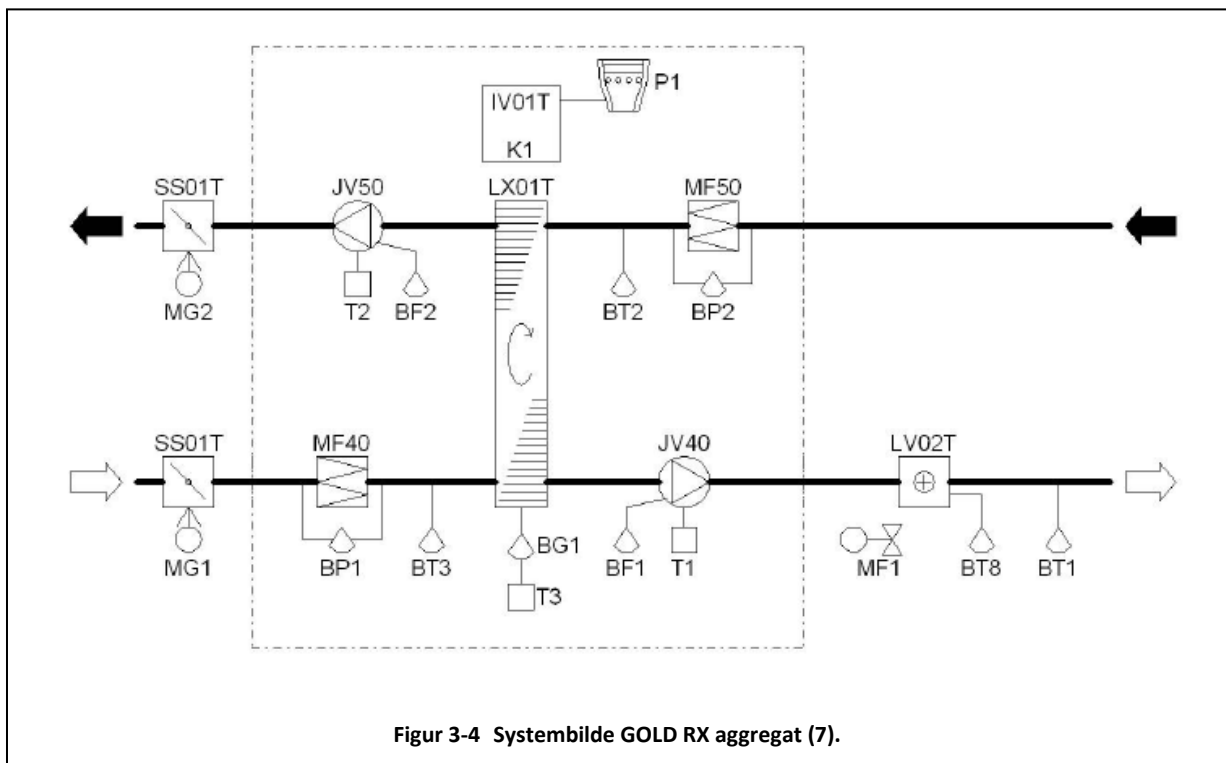 P1
IV01T
K1
SS01T
JV50
LX01T
MF50
MG2
T2
BF2
BT2
BP2
SS01T
MF40
JV40
LV02T
MG1
BP1
BT3
BG1
BF1
T1
MF1
BT8
BT1
T3
Figur 3-4 Systembilde GOLD RX aggregat (7).